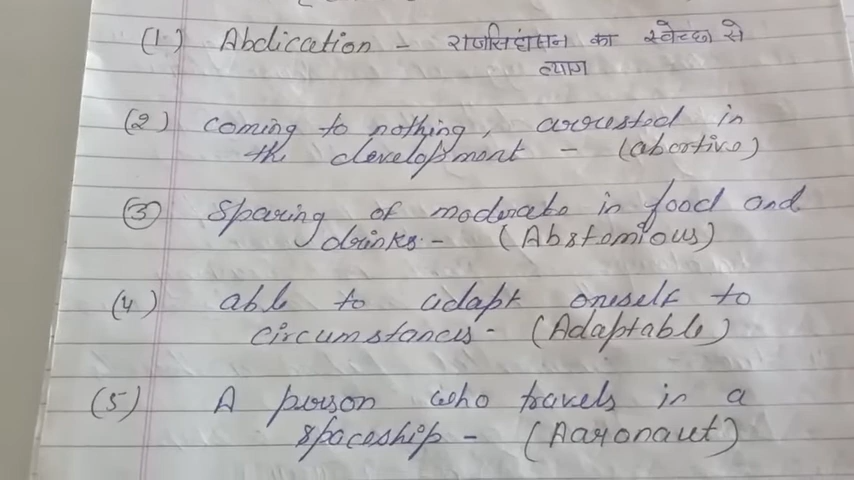 (1) Abdication - राजसिंहासन का स्वेच्छा से
त्याग
(2) coming to nothing, arrested in
the development - (abortive)
(3) Sparing of moderate in food and
drinks - (Abstemious)
(4) able to adapt oneself to
circumstances - (Adaptable)
(5) A person who travels in a
spaceship - (Aaronaut)